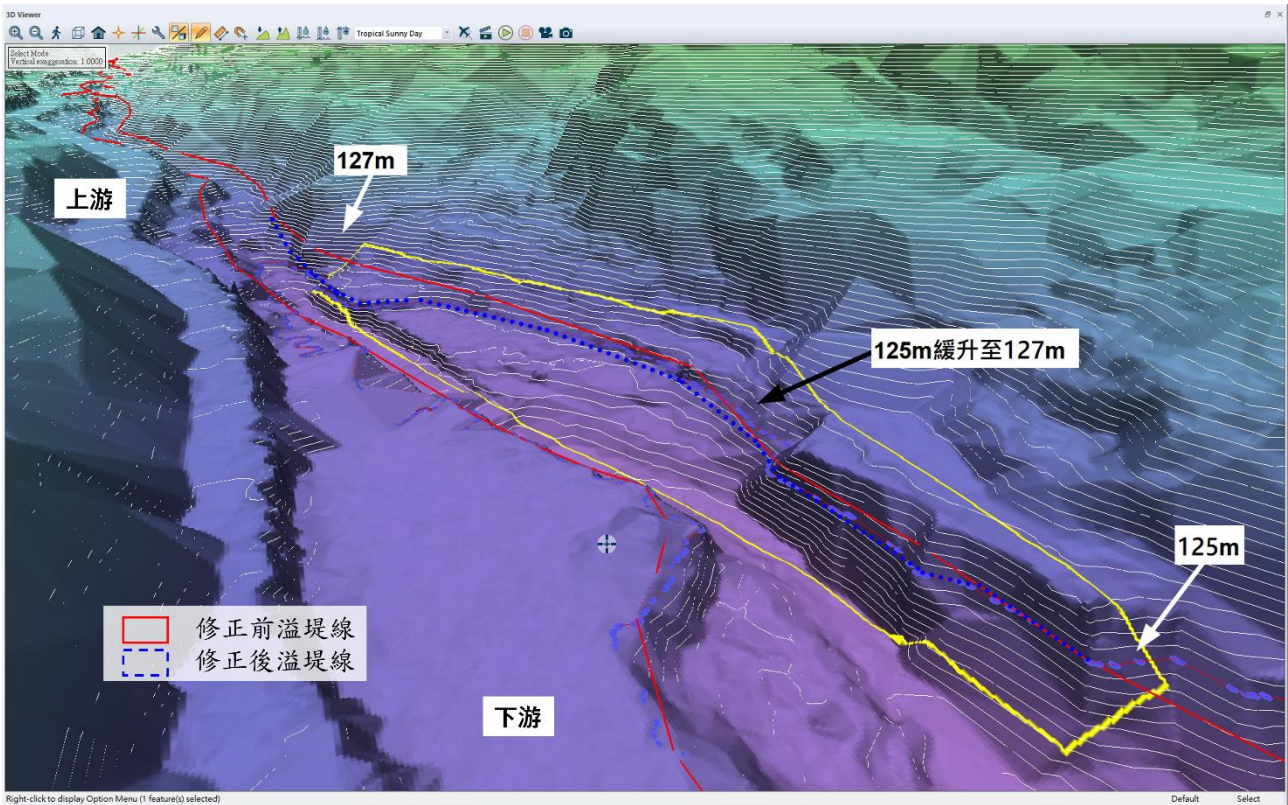 3D Viewer
Tropical Sunny Day
Select Mode
Vertical exaggeration: 1.0000
127m
上游
125m緩升至127m
125m
修正前溢堤線
修正後溢堤線
下游
Right-click to display Option Menu (1 feature(s) selected)
Default
Select